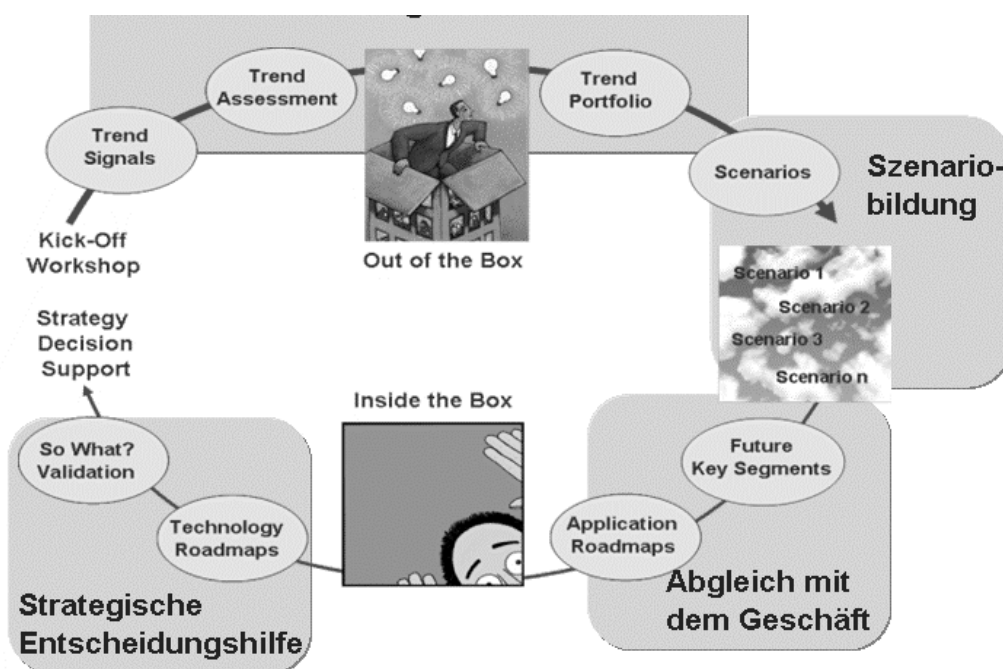 Trend
Assessment
Trend
Portfolio
Trend
Signals
Scenarios
Szenario-
bildung
Kick-Off
Workshop
Out of the Box
Scenario 1
Scenario 2
Scenario 3
Scenario n
Strategy
Decision
Support
Inside the Box
So What?
Validation
Future
Key Segments
Technology
Roadmaps
Application
Roadmaps
Abgleich mit
dem Geschäft
Strategische
Entscheidungshilfe